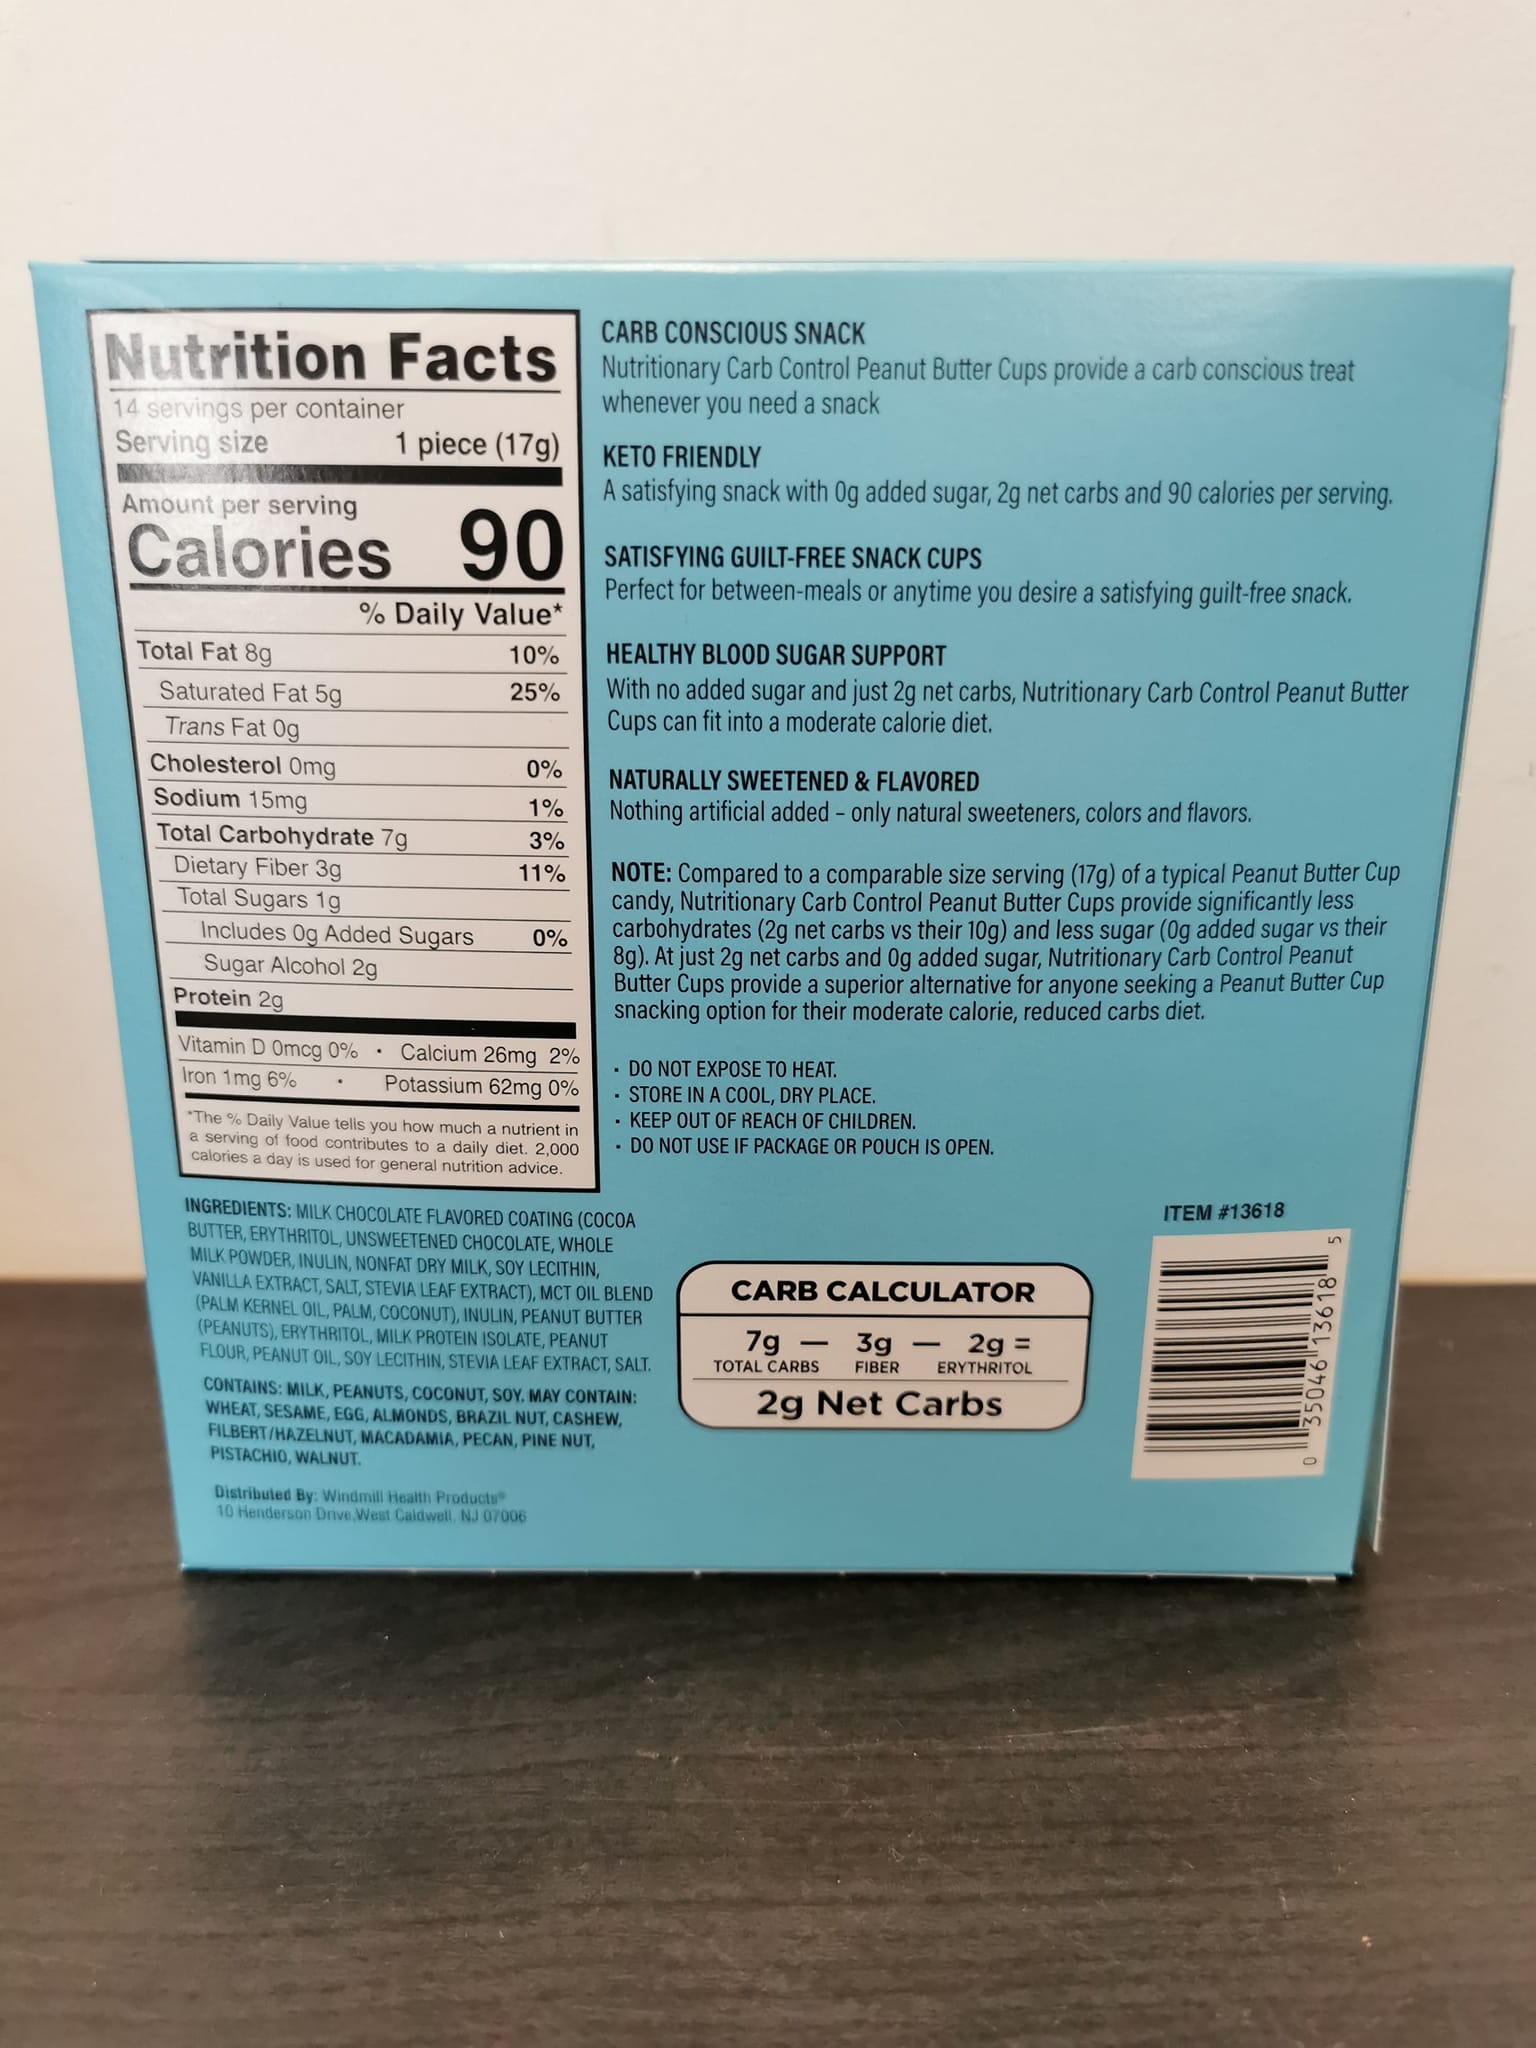 Nutrition Facts
14 servings per container
Serving size 1 piece (17g)
Amount per serving
Calories 90
% Daily Value*
Total Fat 8g 10%
Saturated Fat 5g 25%
Trans Fat 0g
Cholesterol 0mg 0%
Sodium 15mg 1%
Total Carbohydrate 7g 3%
Dietary Fiber 3g 11%
Total Sugars 1g
Includes 0g Added Sugars 0%
Sugar Alcohol 2g
Protein 2g
Vitamin D 0mcg 0% • Calcium 26mg 2%
Iron 1mg 6% • Potassium 62mg 0%
*The % Daily Value tells you how much a nutrient in
a serving of food contributes to a daily diet. 2,000
calories a day is used for general nutrition advice.
INGREDIENTS: MILK CHOCOLATE FLAVORED COATING (COCOA
BUTTER, ERYTHRITOL, UNSWEETENED CHOCOLATE, WHOLE
MILK POWDER, INULIN, NONFAT DRY MILK, SOY LECITHIN,
VANILLA EXTRACT, SALT, STEVIA LEAF EXTRACT), MCT OIL BLEND
(PALM KERNEL OIL, PALM, COCONUT), INULIN, PEANUT BUTTER
(PEANUTS), ERYTHRITOL, MILK PROTEIN ISOLATE, PEANUT
FLOUR, PEANUT OIL, SOY LECITHIN, STEVIA LEAF EXTRACT, SALT.
CONTAINS: MILK, PEANUTS, COCONUT, SOY. MAY CONTAIN:
WHEAT, SESAME, EGG, ALMONDS, BRAZIL NUT, CASHEW,
FILBERT/HAZELNUT, MACADAMIA, PECAN, PINE NUT,
PISTACHIO, WALNUT.
Distributed By: Windmill Health Products®
10 Henderson Drive, West Caldwell, NJ 07006
CARB CONSCIOUS SNACK
Nutritionary Carb Control Peanut Butter Cups provide a carb conscious treat
whenever you need a snack
KETO FRIENDLY
A satisfying snack with 0g added sugar, 2g net carbs and 90 calories per serving.
SATISFYING GUILT-FREE SNACK CUPS
Perfect for between-meals or anytime you desire a satisfying guilt-free snack.
HEALTHY BLOOD SUGAR SUPPORT
With no added sugar and just 2g net carbs, Nutritionary Carb Control Peanut Butter
Cups can fit into a moderate calorie diet.
NATURALLY SWEETENED & FLAVORED
Nothing artificial added – only natural sweeteners, colors and flavors.
NOTE: Compared to a comparable size serving (17g) of a typical Peanut Butter Cup
candy, Nutritionary Carb Control Peanut Butter Cups provide significantly less
carbohydrates (2g net carbs vs their 10g) and less sugar (0g added sugar vs their
8g). At just 2g net carbs and 0g added sugar, Nutritionary Carb Control Peanut
Butter Cups provide a superior alternative for anyone seeking a Peanut Butter Cup
snacking option for their moderate calorie, reduced carbs diet.
· DO NOT EXPOSE TO HEAT.
· STORE IN A COOL, DRY PLACE.
· KEEP OUT OF REACH OF CHILDREN.
· DO NOT USE IF PACKAGE OR POUCH IS OPEN.
CARB CALCULATOR
7g — 3g — 2g =
TOTAL CARBS FIBER ERYTHRITOL
2g Net Carbs
ITEM #13618
0 35046 13618 5